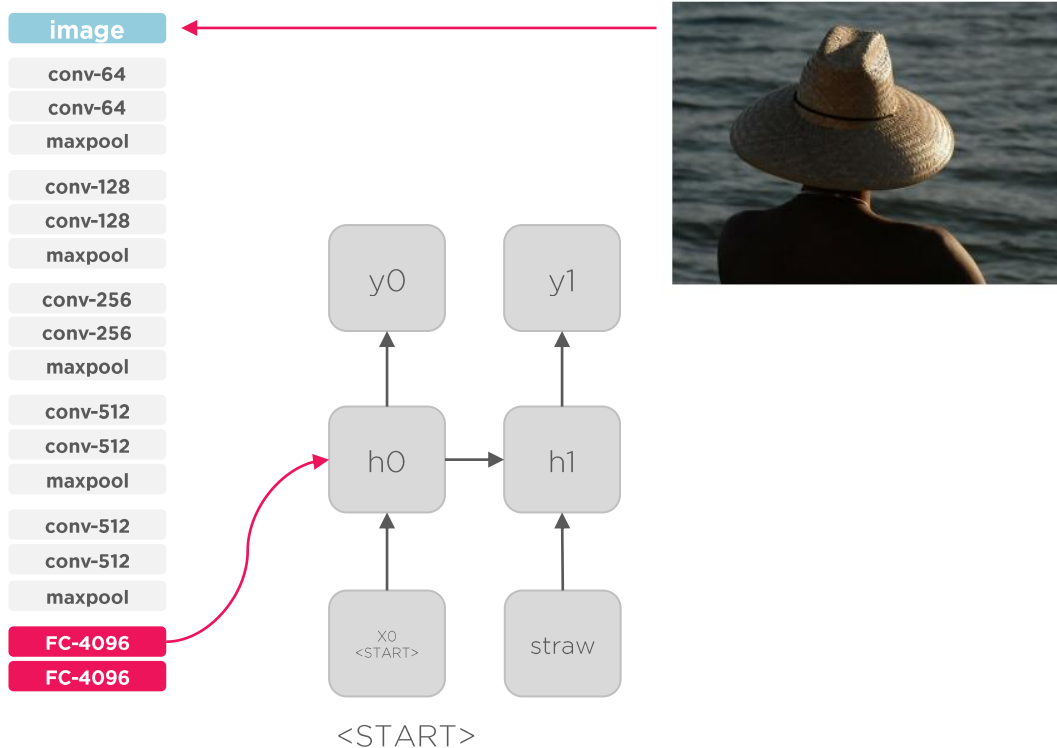 image
conv-64
conv-64
maxpool
conv-128
conv-128
maxpool
conv-256
conv-256
maxpool
conv-512
conv-512
maxpool
conv-512
conv-512
maxpool
FC-4096
FC-4096
y0
y1
h0
h1
X0
<START>
straw
<START>